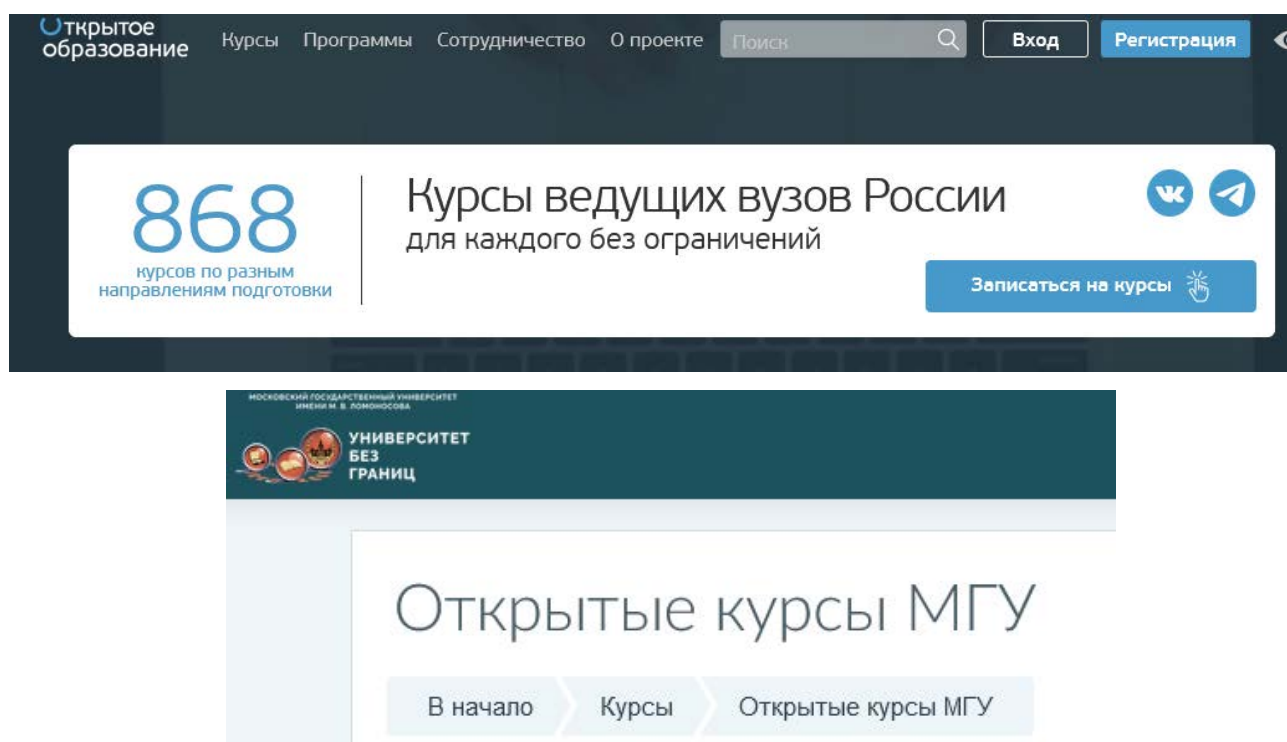 Открытое
образование
Курсы Программы Сотрудничество О проекте Поиск Вход Регистрация
868
курсов по разным
направлениям подготовки
Курсы ведущих вузов России
для каждого без ограничений
Записаться на курсы
МОСКОВСКИЙ ГОСУДАРСТВЕННЫЙ УНИВЕРСИТЕТ
ИМЕНИ М. В. ЛОМОНОСОВА
УНИВЕРСИТЕТ
БЕЗ
ГРАНИЦ
Открытые курсы МГУ
В начало Курсы Открытые курсы МГУ